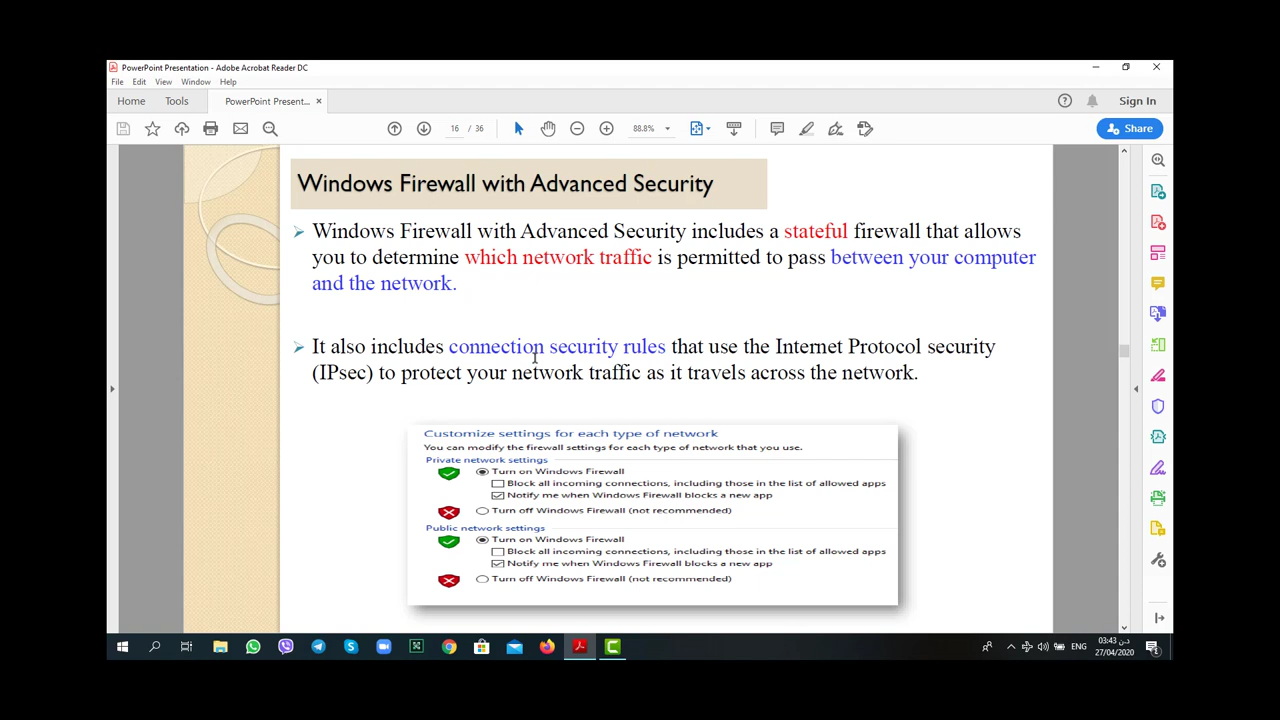 PowerPoint Presentation - Adobe Acrobat Reader DC
File Edit View Window Help
Home Tools PowerPoint Present... × Sign In
16 / 36 88.8% Share
Windows Firewall with Advanced Security
Windows Firewall with Advanced Security includes a stateful firewall that allows
you to determine which network traffic is permitted to pass between your computer
and the network.
It also includes connection security rules that use the Internet Protocol security
(IPsec) to protect your network traffic as it travels across the network.
Customize settings for each type of network
You can modify the firewall settings for each type of network that you use.
Private network settings
Turn on Windows Firewall
Block all incoming connections, including those in the list of allowed apps
Notify me when Windows Firewall blocks a new app
Turn off Windows Firewall (not recommended)
Public network settings
Turn on Windows Firewall
Block all incoming connections, including those in the list of allowed apps
Notify me when Windows Firewall blocks a new app
Turn off Windows Firewall (not recommended)
ENG
03:43 د.ن
27/04/2020